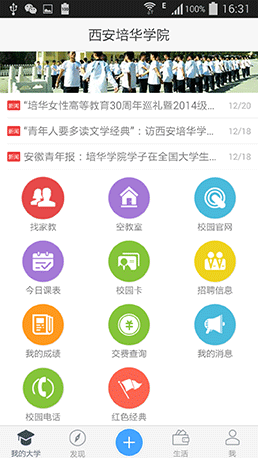 E 100% 16:31
西安培华学院
新闻 “培华女性高等教育30周年巡礼暨2014级... 12/20
新闻 “青年人要多读文学经典”：访西安培华学... 12/18
新闻 安徽青年报：培华学院学子在全国大学生... 12/18
找家教 空教室 校园官网
今日课表 校园卡 招聘信息
我的成绩 交费查询 我的消息
校园电话 红色经典
我的大学 发现 生活 我